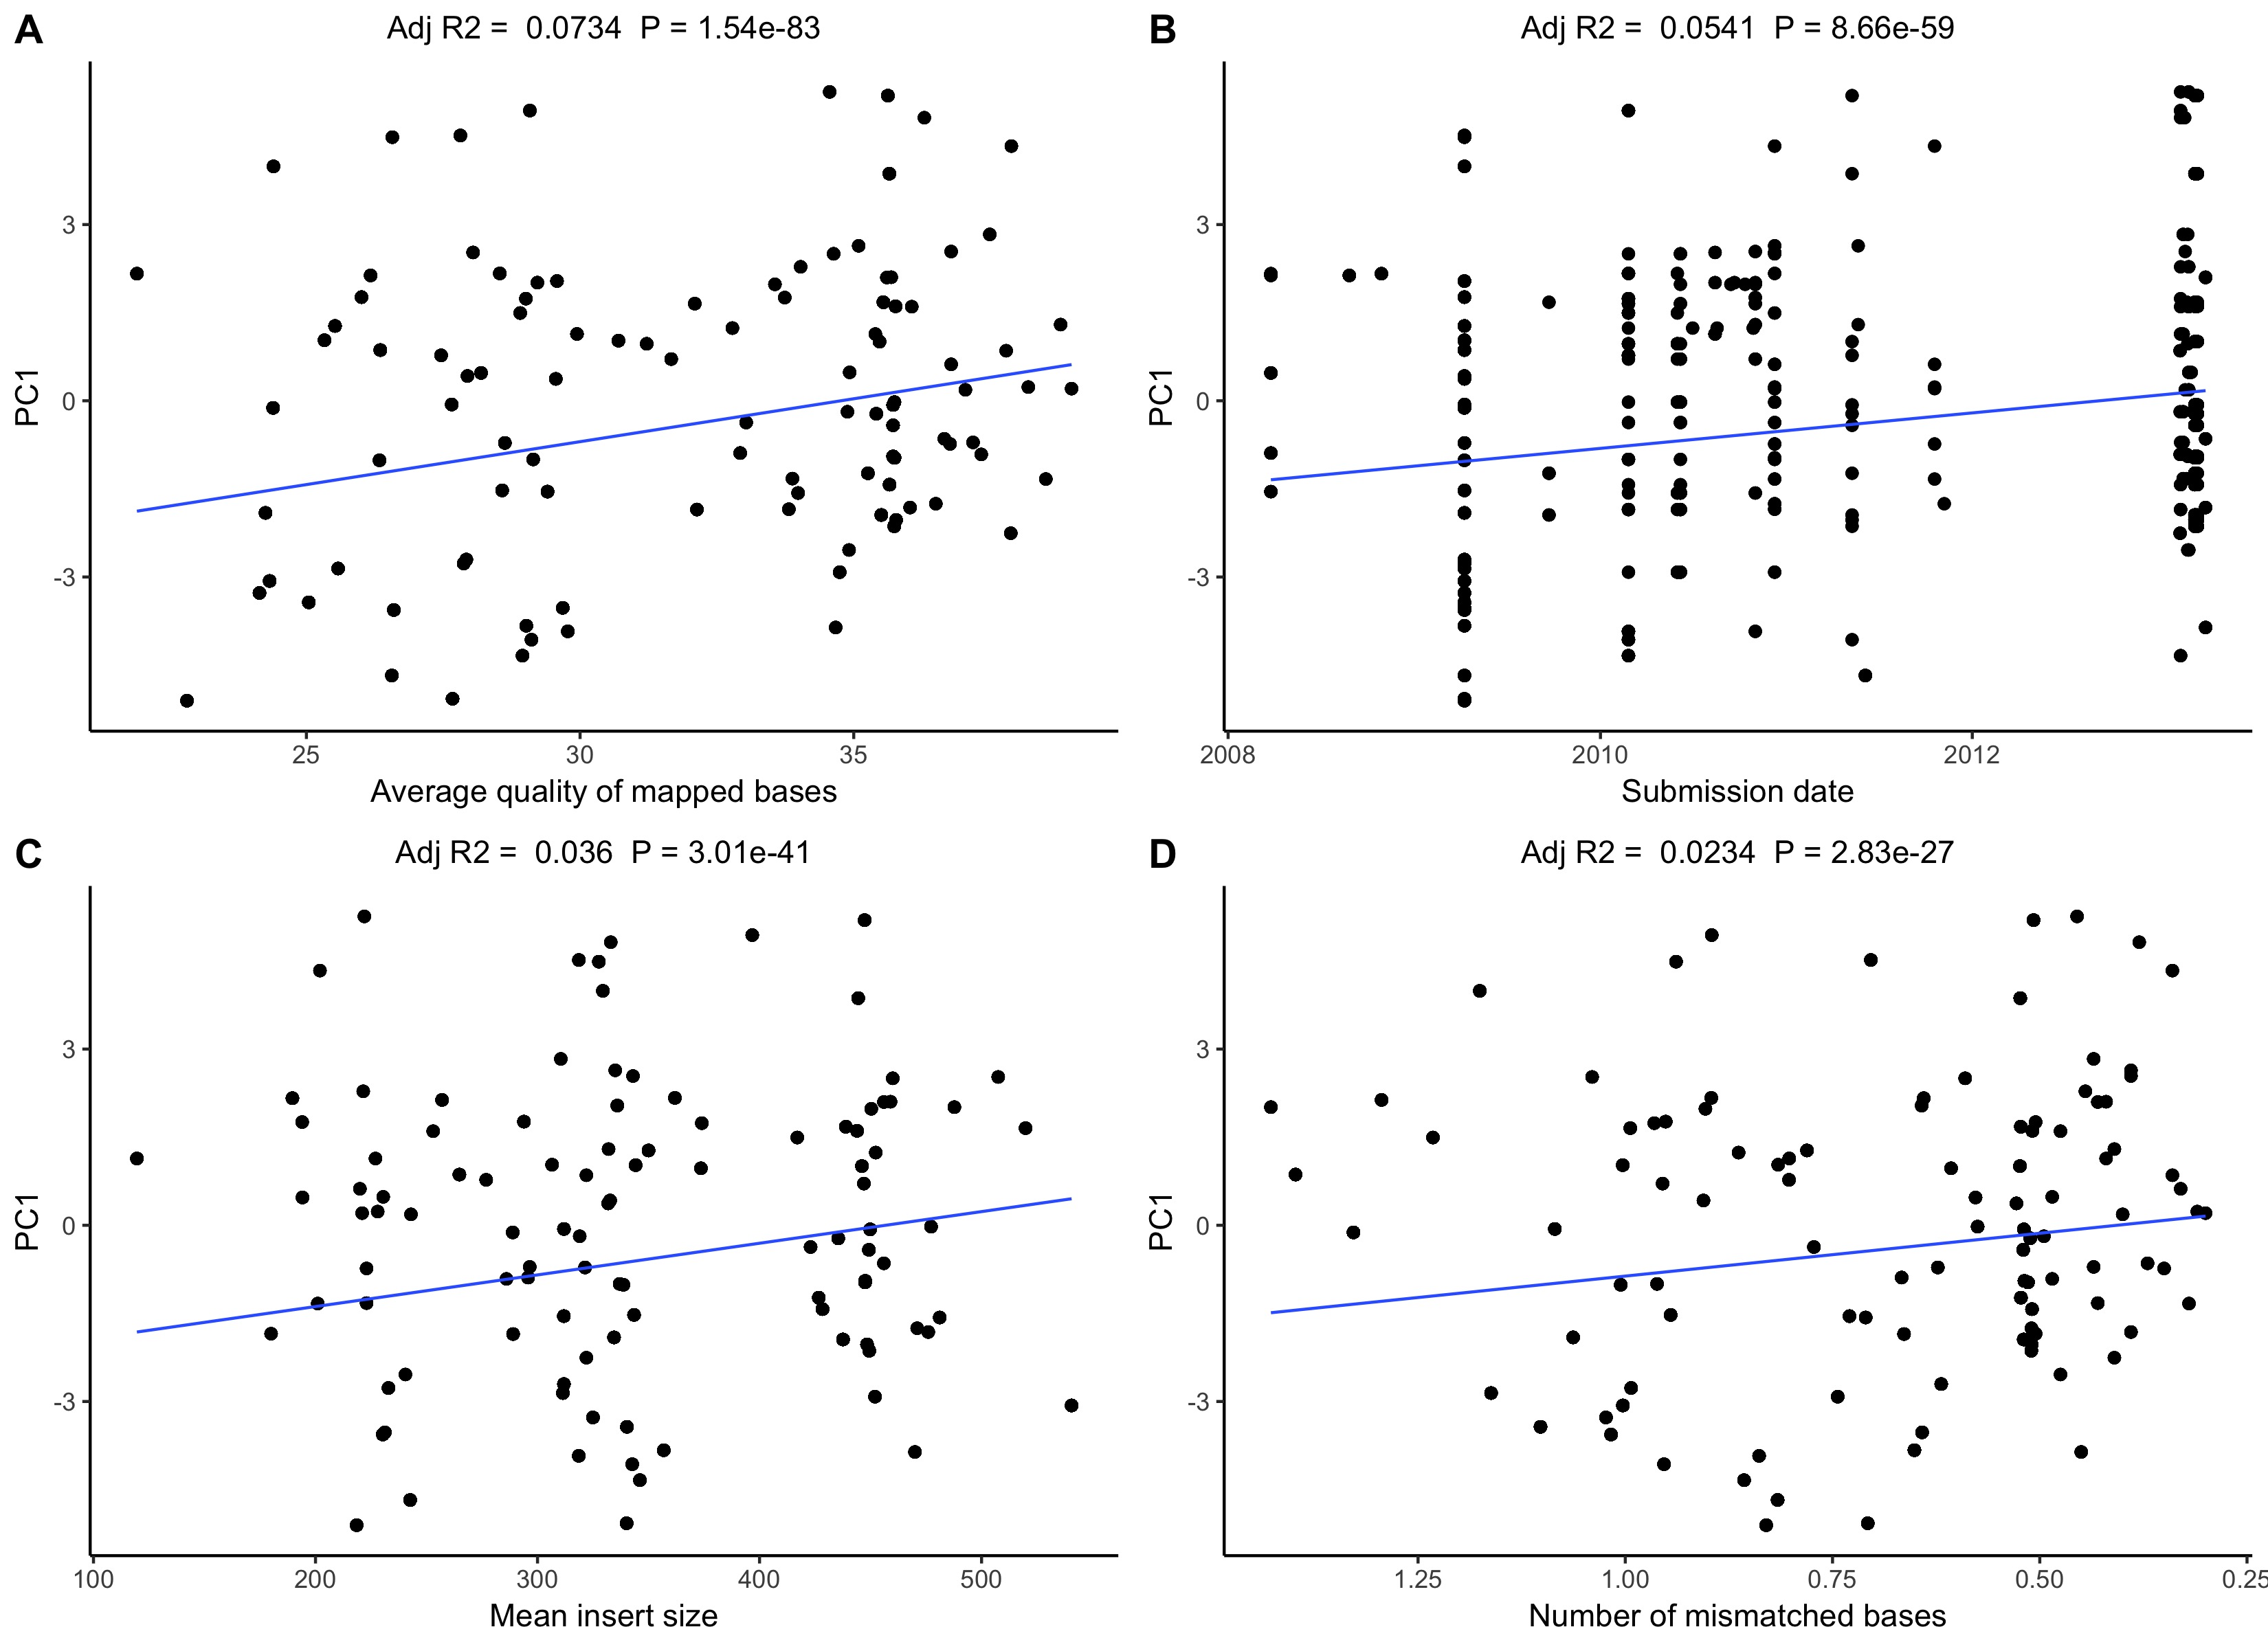 A
Adj R2 =  0.0734  P = 1.54e-83
PC1
3
0
-3
25
30
35
Average quality of mapped bases
B
Adj R2 =  0.0541  P = 8.66e-59
PC1
3
0
-3
2008
2010
2012
Submission date
C
Adj R2 =  0.036  P = 3.01e-41
PC1
3
0
-3
100
200
300
400
500
Mean insert size
D
Adj R2 =  0.0234  P = 2.83e-27
PC1
3
0
-3
1.25
1.00
0.75
0.50
0.25
Number of mismatched bases